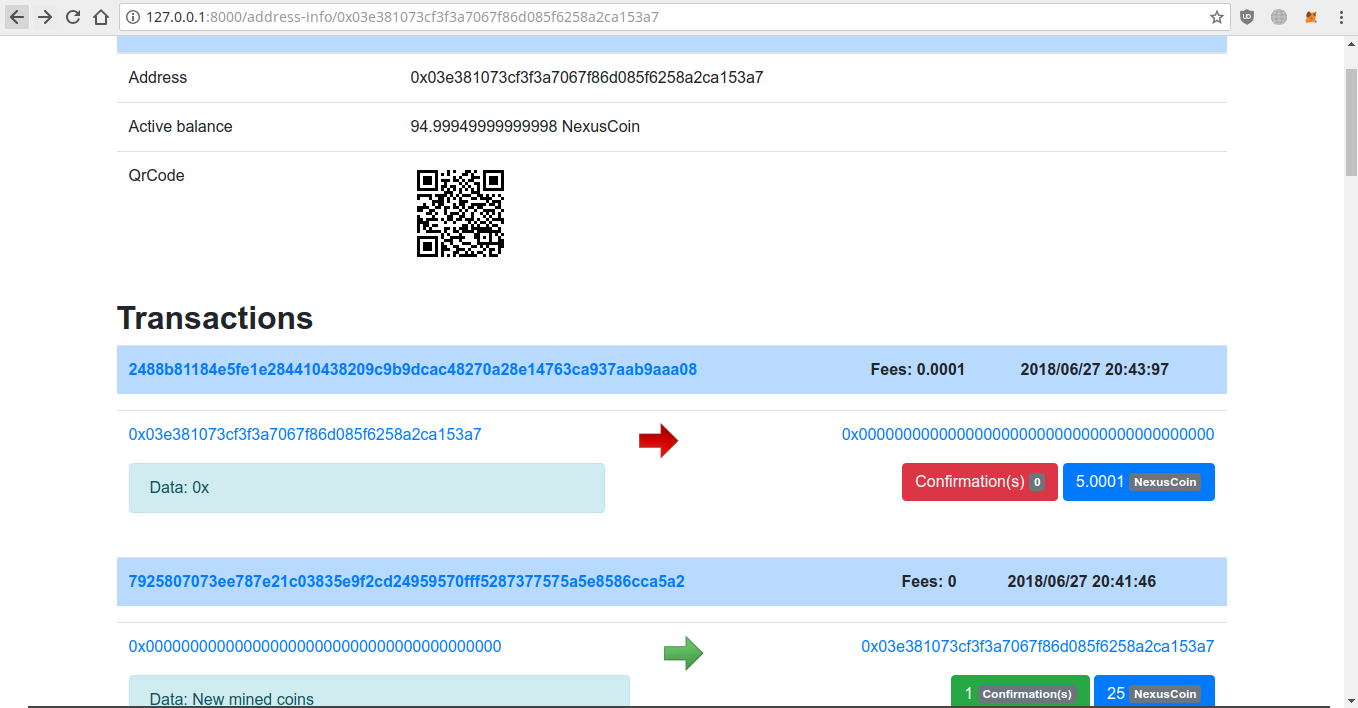 127.0.0.1:8000/address-info/0x03e381073cf3f3a7067f86d085f6258a2ca153a7
Address 0x03e381073cf3f3a7067f86d085f6258a2ca153a7
Active balance 94.99949999999998 NexusCoin
QrCode
Transactions
2488b81184e5fe1e284410438209c9b9dcac48270a28e14763ca937aab9aaa08 Fees: 0.0001 2018/06/27 20:43:97
0x03e381073cf3f3a7067f86d085f6258a2ca153a7 0x0000000000000000000000000000000000000000
Data: 0x Confirmation(s) 0 5.0001 NexusCoin
7925807073ee787e21c03835e9f2cd24959570fff5287377575a5e8586cca5a2 Fees: 0 2018/06/27 20:41:46
0x0000000000000000000000000000000000000000 0x03e381073cf3f3a7067f86d085f6258a2ca153a7
Data: New mined coins 1 Confirmation(s) 25 NexusCoin